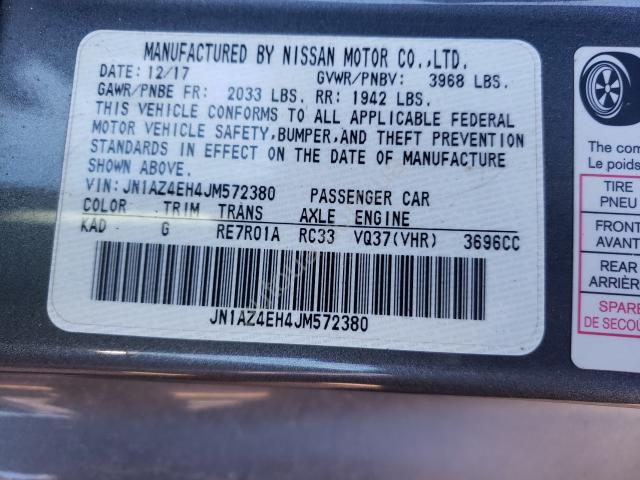 MANUFACTURED BY NISSAN MOTOR CO.,LTD.
DATE: 12/17 GVWR/PNBV: 3968 LBS.
GAWR/PNBE FR: 2033 LBS. RR: 1942 LBS.
THIS VEHICLE CONFORMS TO ALL APPLICABLE FEDERAL
MOTOR VEHICLE SAFETY,BUMPER,AND THEFT PREVENTION
STANDARDS IN EFFECT ON THE DATE OF MANUFACTURE
SHOWN ABOVE.
VIN: JN1AZ4EH4JM572380 PASSENGER CAR
COLOR TRIM TRANS AXLE ENGINE
KAD G RE7R01A RC33 VQ37(VHR) 3696CC
JN1AZ4EH4JM572380
The com
Le poids
TIRE
PNEU
FRONT
AVANT
REAR
ARRIÈR
SPARE
DE SECOU